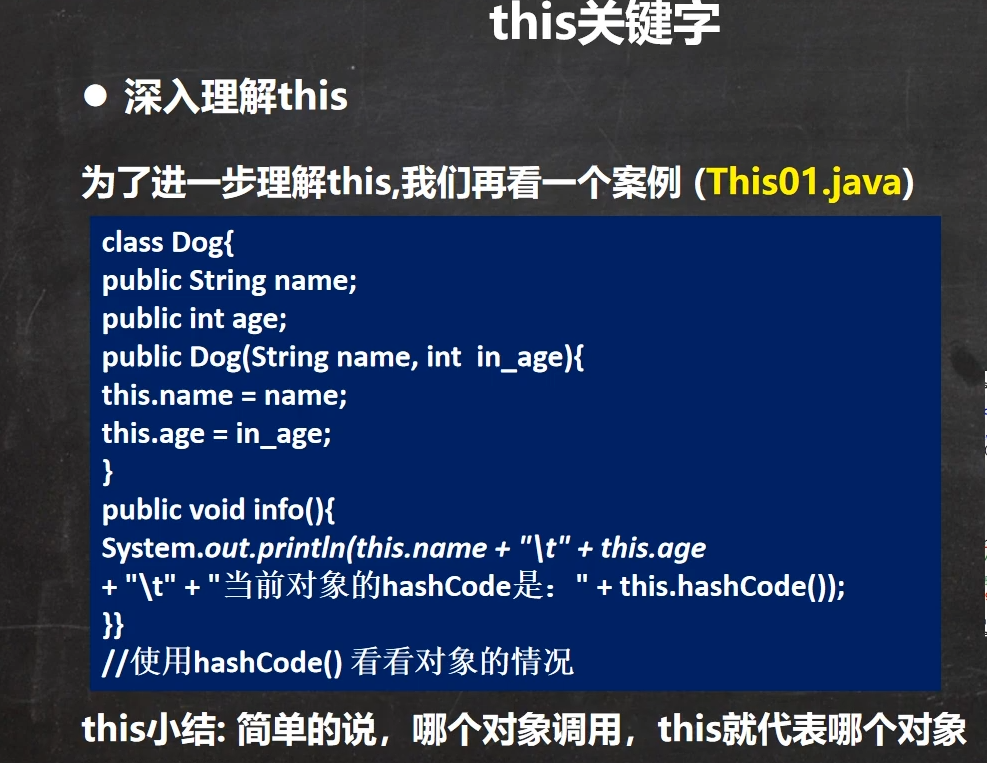 this关键字
● 深入理解this
为了进一步理解this,我们再看一个案例 (This01.java)
class Dog{
public String name;
public int age;
public Dog(String name, int  in_age){
this.name = name;
this.age = in_age;
}
public void info(){
System.out.println(this.name + "\t" + this.age
+ "\t" + "当前对象的hashCode是：" + this.hashCode());
}}
//使用hashCode() 看看对象的情况
this小结: 简单的说，哪个对象调用，this就代表哪个对象